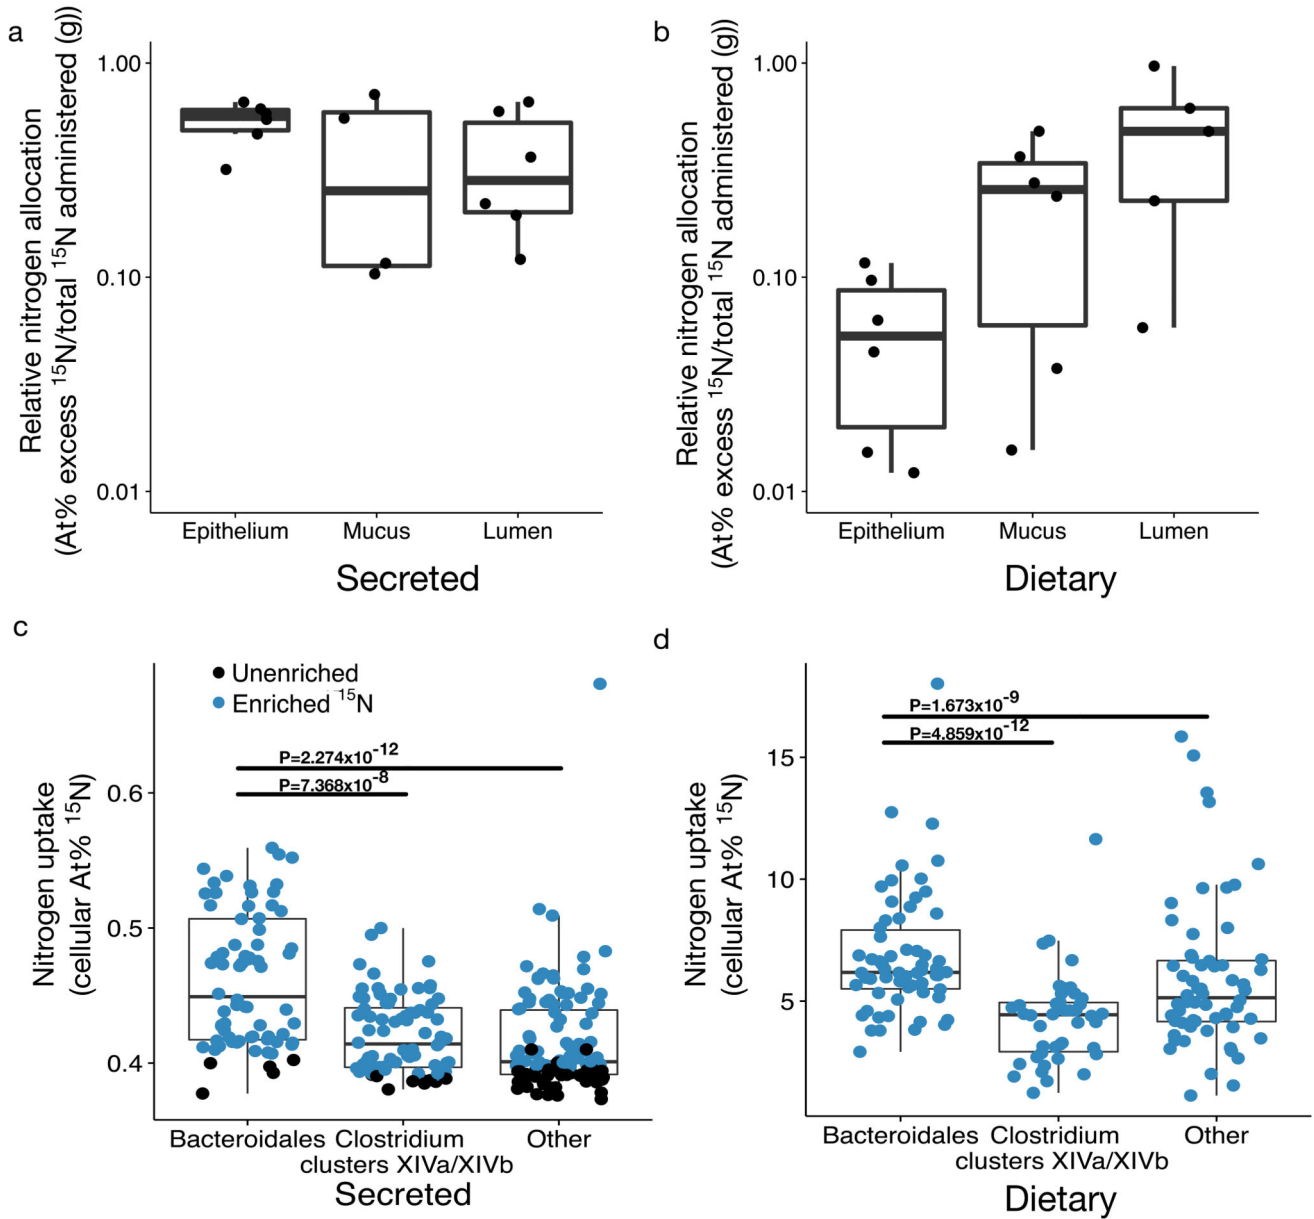 a
Relative nitrogen allocation
(At% excess ¹⁵N/total ¹⁵N administered (g))
1.00
0.10
0.01
Epithelium Mucus Lumen
Secreted
b
Relative nitrogen allocation
(At% excess ¹⁵N/total ¹⁵N administered (g))
1.00
0.10
0.01
Epithelium Mucus Lumen
Dietary
c
Nitrogen uptake
(cellular At% ¹⁵N)
Unenriched
Enriched ¹⁵N
P=2.274x10⁻¹²
P=7.368x10⁻⁸
0.6
0.5
0.4
Bacteroidales Clostridium Other
clusters XIVa/XIVb
Secreted
d
Nitrogen uptake
(cellular At% ¹⁵N)
P=1.673x10⁻⁹
P=4.859x10⁻¹²
15
10
5
Bacteroidales Clostridium Other
clusters XIVa/XIVb
Dietary